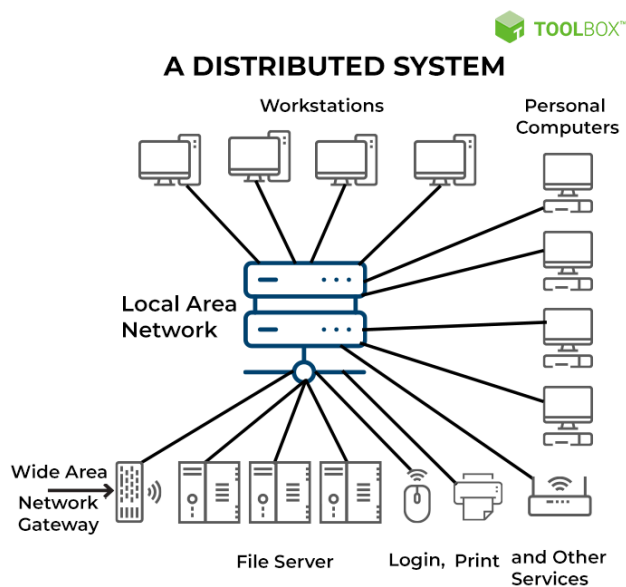 TOOLBOX™
A DISTRIBUTED SYSTEM
Workstations
Personal
Computers
Local Area
Network
Wide Area
Network
Gateway
File Server
Login, Print and Other
Services